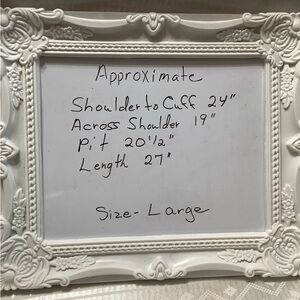 Approximate
Shoulder to Cuff 24"
Across Shoulder 19"
Pit 20 1/2"
Length 27"
Size - Large